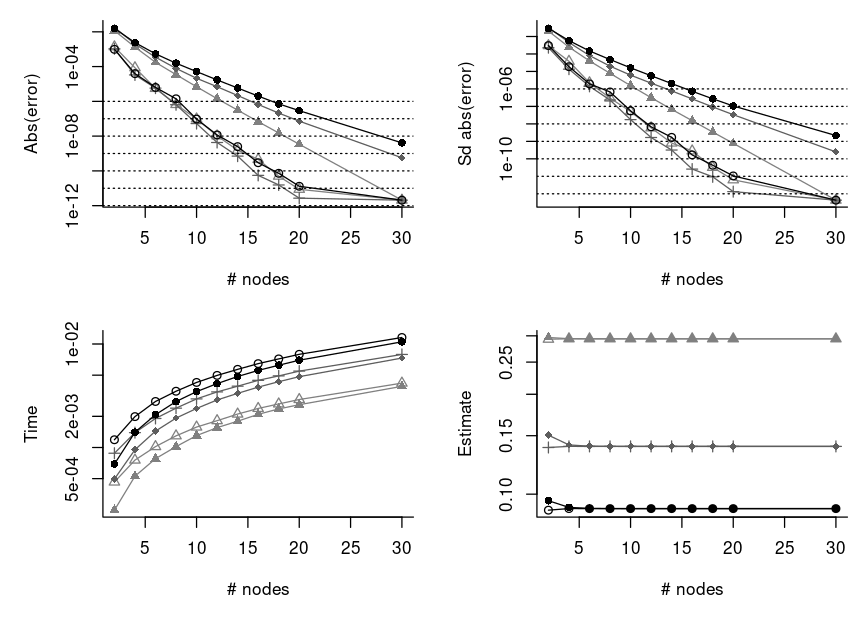 Abs(error)
1e-04
1e-08
1e-12
5 10 15 20 25 30
# nodes
Sd abs(error)
1e-06
1e-10
5 10 15 20 25 30
# nodes
Time
1e-02
2e-03
5e-04
5 10 15 20 25 30
# nodes
Estimate
0.25
0.15
0.10
5 10 15 20 25 30
# nodes